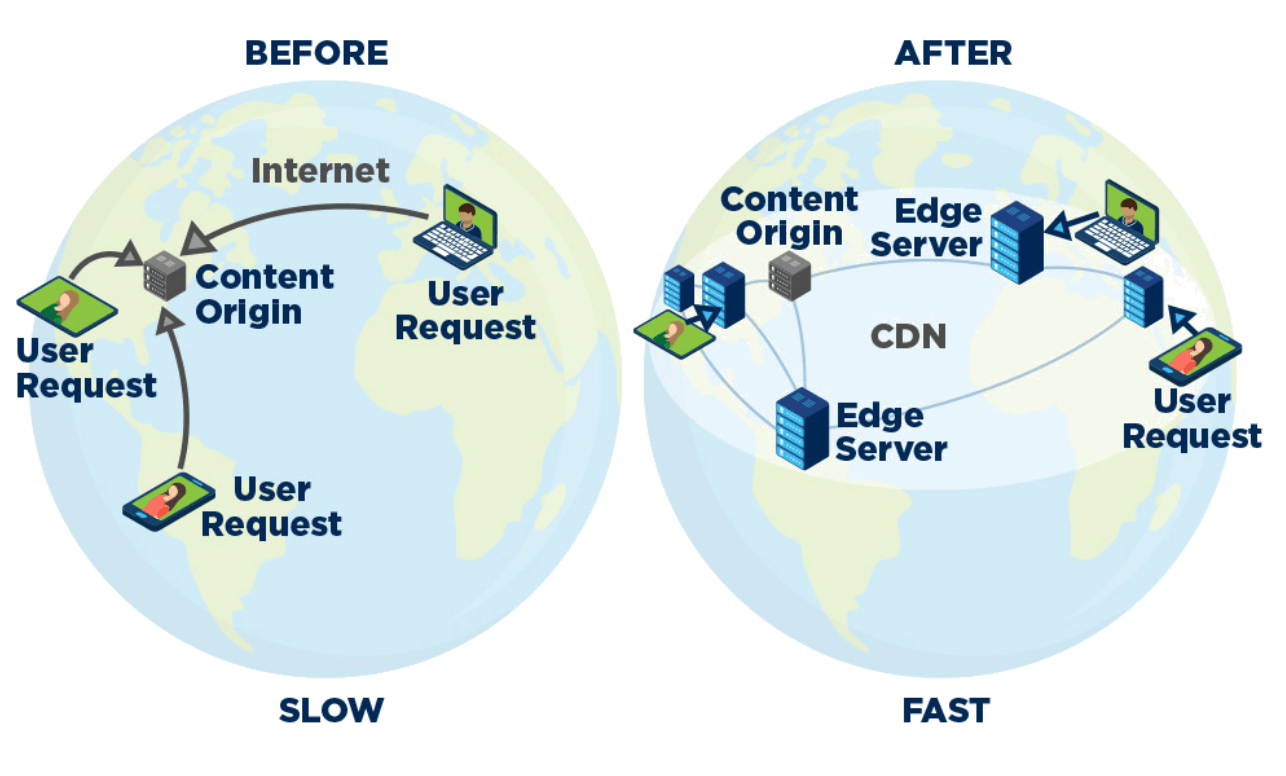 BEFORE
Internet
Content
Origin
User
Request
User
Request
User
Request
SLOW
AFTER
Content
Origin
Edge
Server
CDN
Edge
Server
User
Request
FAST